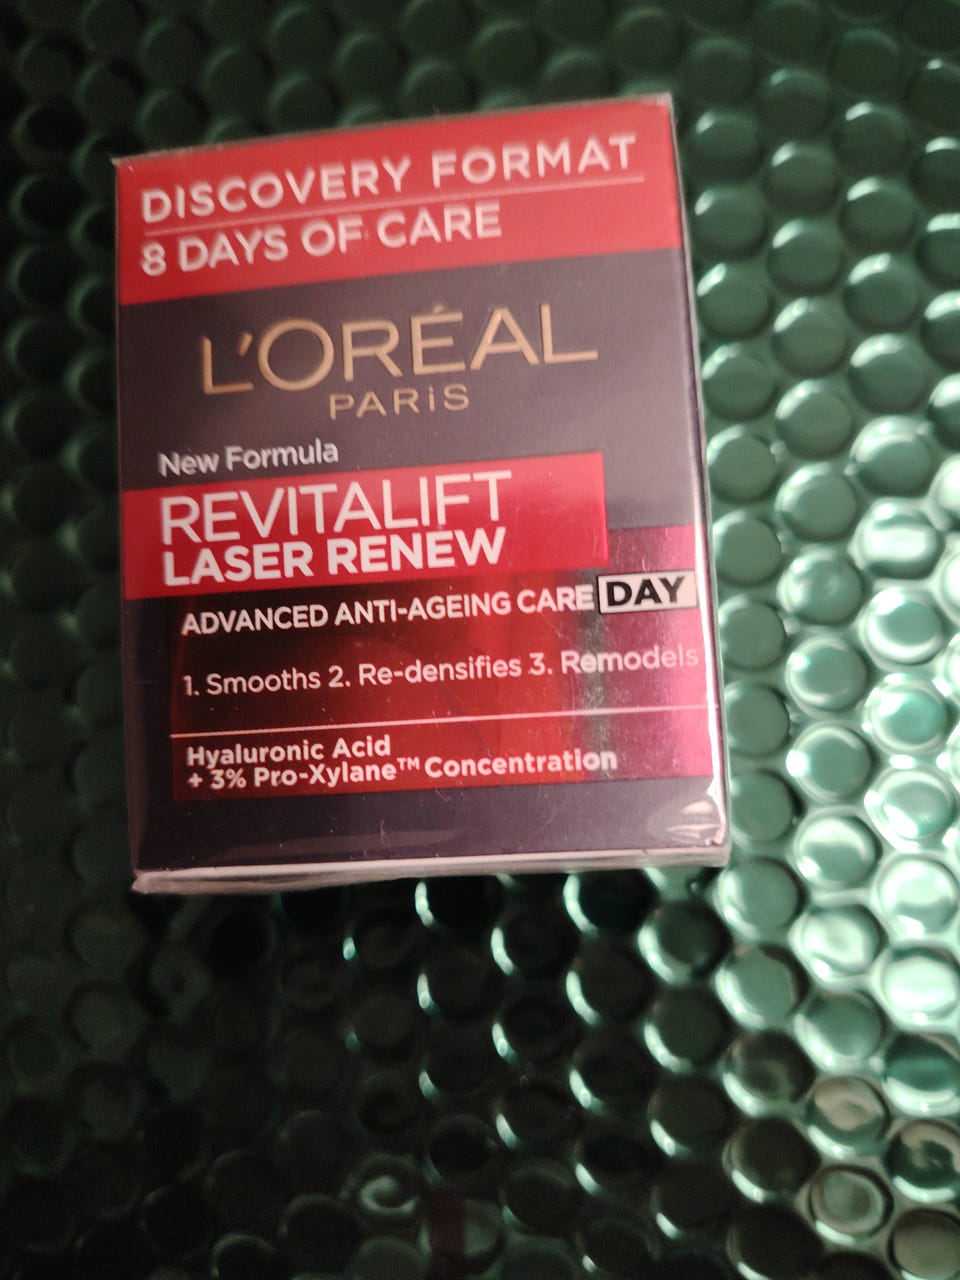 DISCOVERY FORMAT
8 DAYS OF CARE
L'ORÉAL
PARiS
New Formula
REVITALIFT
LASER RENEW
ADVANCED ANTI-AGEING CARE DAY
1. Smooths 2. Re-densifies 3. Remodels
Hyaluronic Acid
+ 3% Pro-Xylane™ Concentration